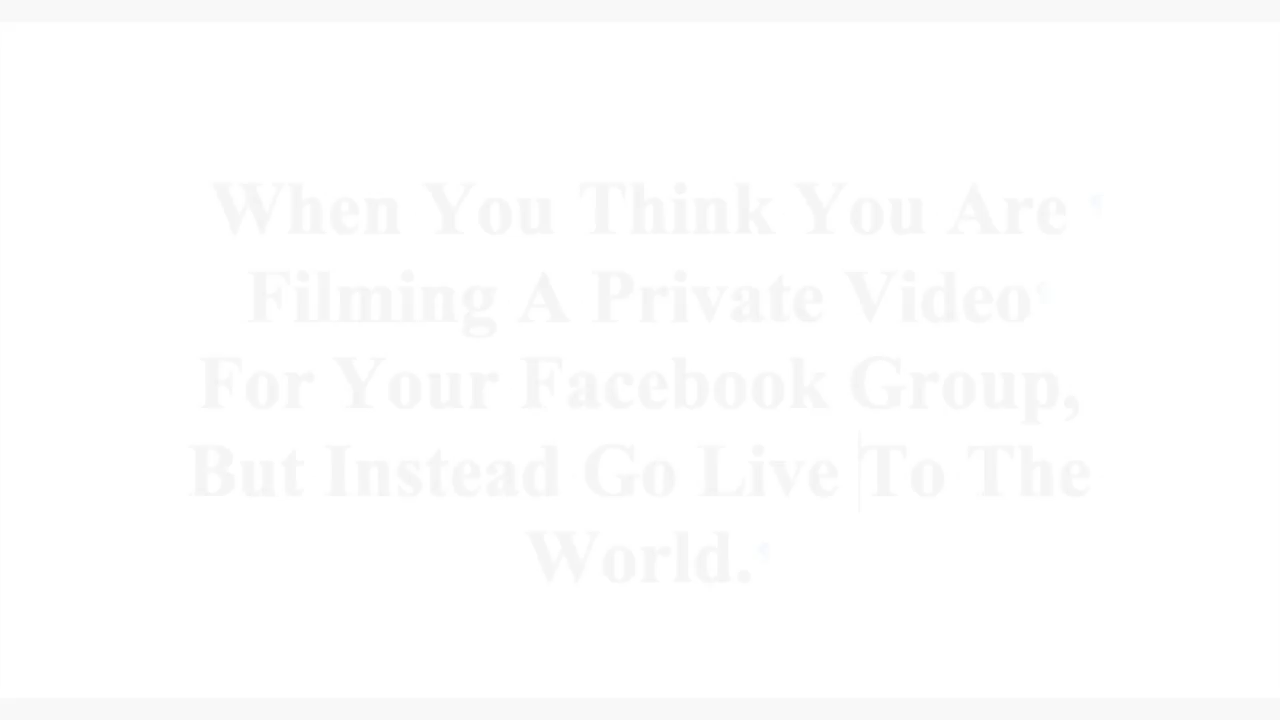 When You Think You Are
Filming A Private Video
For Your Facebook Group,
But Instead Go Live To The
World.